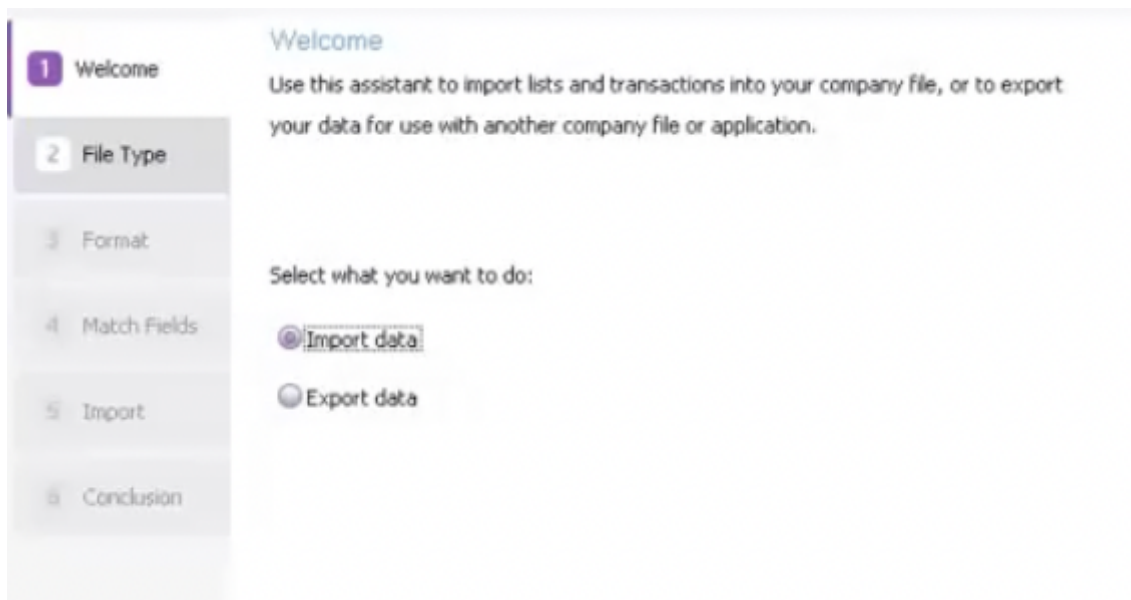 1 Welcome
2 File Type
3 Format
4 Match Fields
5 Import
6 Conclusion
Welcome
Use this assistant to import lists and transactions into your company file, or to export
your data for use with another company file or application.
Select what you want to do:
Import data
Export data